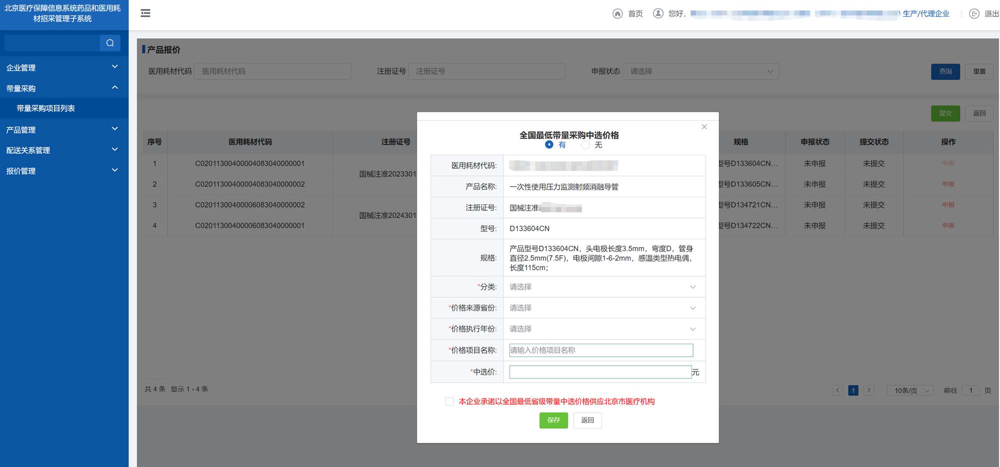 北京医疗保障信息系统药品和医用耗
材招采管理子系统
首页
您好，
生产/代理企业
退出
企业管理
带量采购
带量采购项目列表
产品管理
配送关系管理
报价管理
产品报价
医用耗材代码 医用耗材代码
注册证号 注册证号
申报状态 请选择
查询 重置
提交 返回
序号 医用耗材代码 注册证号 规格 申报状态 提交状态 操作
1 C02011300400004083040000001 型号D133604CN... 未申报 未提交 申报
国械注准2023301
2 C02011300400004083040000002 型号D133605CN... 未申报 未提交 申报
3 C02011300400006083040000002 型号D134721CN... 未申报 未提交 申报
国械注准2024301
4 C02011300400006083040000001 型号D134722CN... 未申报 未提交 申报
共 4 条 显示 1 - 4 条
1 10条/页 前往 1 页
全国最低带量采购中选价格
有 无
医用耗材代码:
产品名称: 一次性使用压力监测射频消融导管
注册证号: 国械注准
型号: D133604CN
规格: 产品型号D133604CN，头电极长度3.5mm，弯度D，管身
直径2.5mm(7.5F)，电极间隙1-6-2mm，感温类型热电偶，
长度115cm；
*分类: 请选择
*价格来源省份: 请选择
*价格执行年份: 请选择
*价格项目名称: 请输入价格项目名称
*中选价: 元
本企业承诺以全国最低省级带量中选价格供应北京市医疗机构
保存 返回